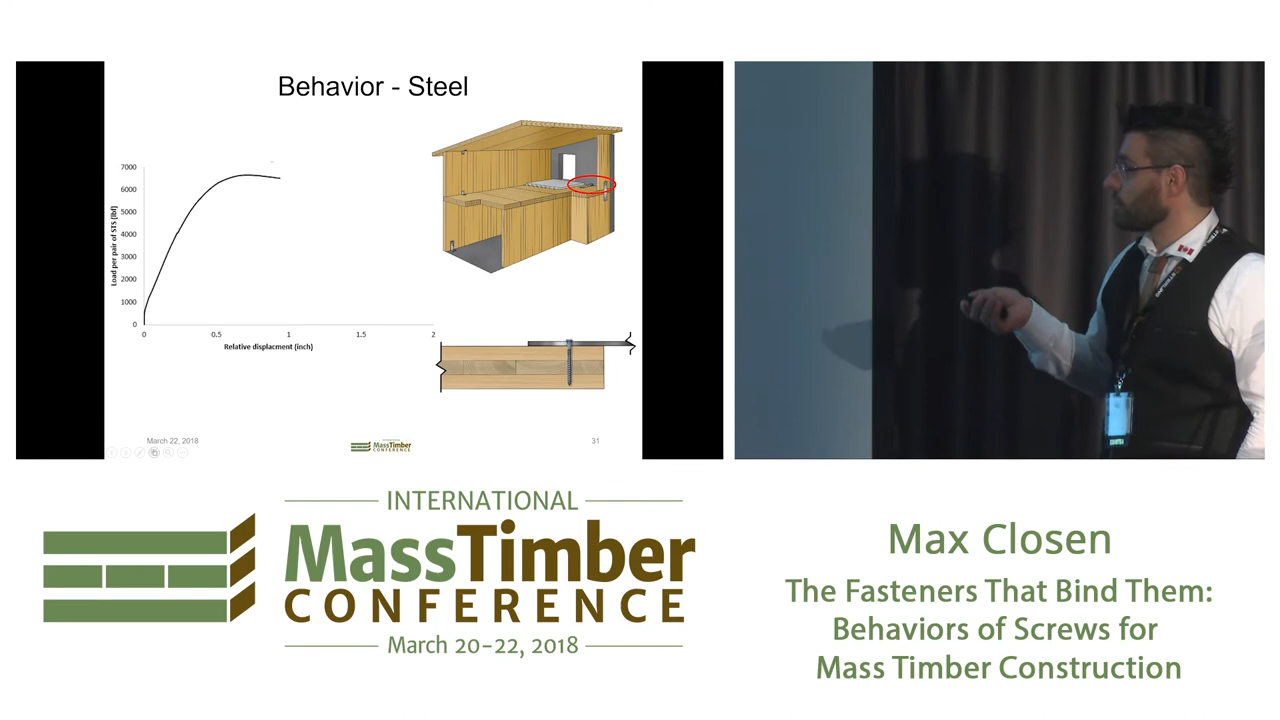 Behavior - Steel
7000
6000
5000
4000
3000
2000
1000
0
Load per pair of STS (lbf)
0
0.5
1
1.5
2
Relative displacment (inch)
March 22, 2018
MassTimber
CONFERENCE
31
INTERNATIONAL
MassTimber
CONFERENCE
March 20–22, 2018
Max Closen
The Fasteners That Bind Them:
Behaviors of Screws for
Mass Timber Construction